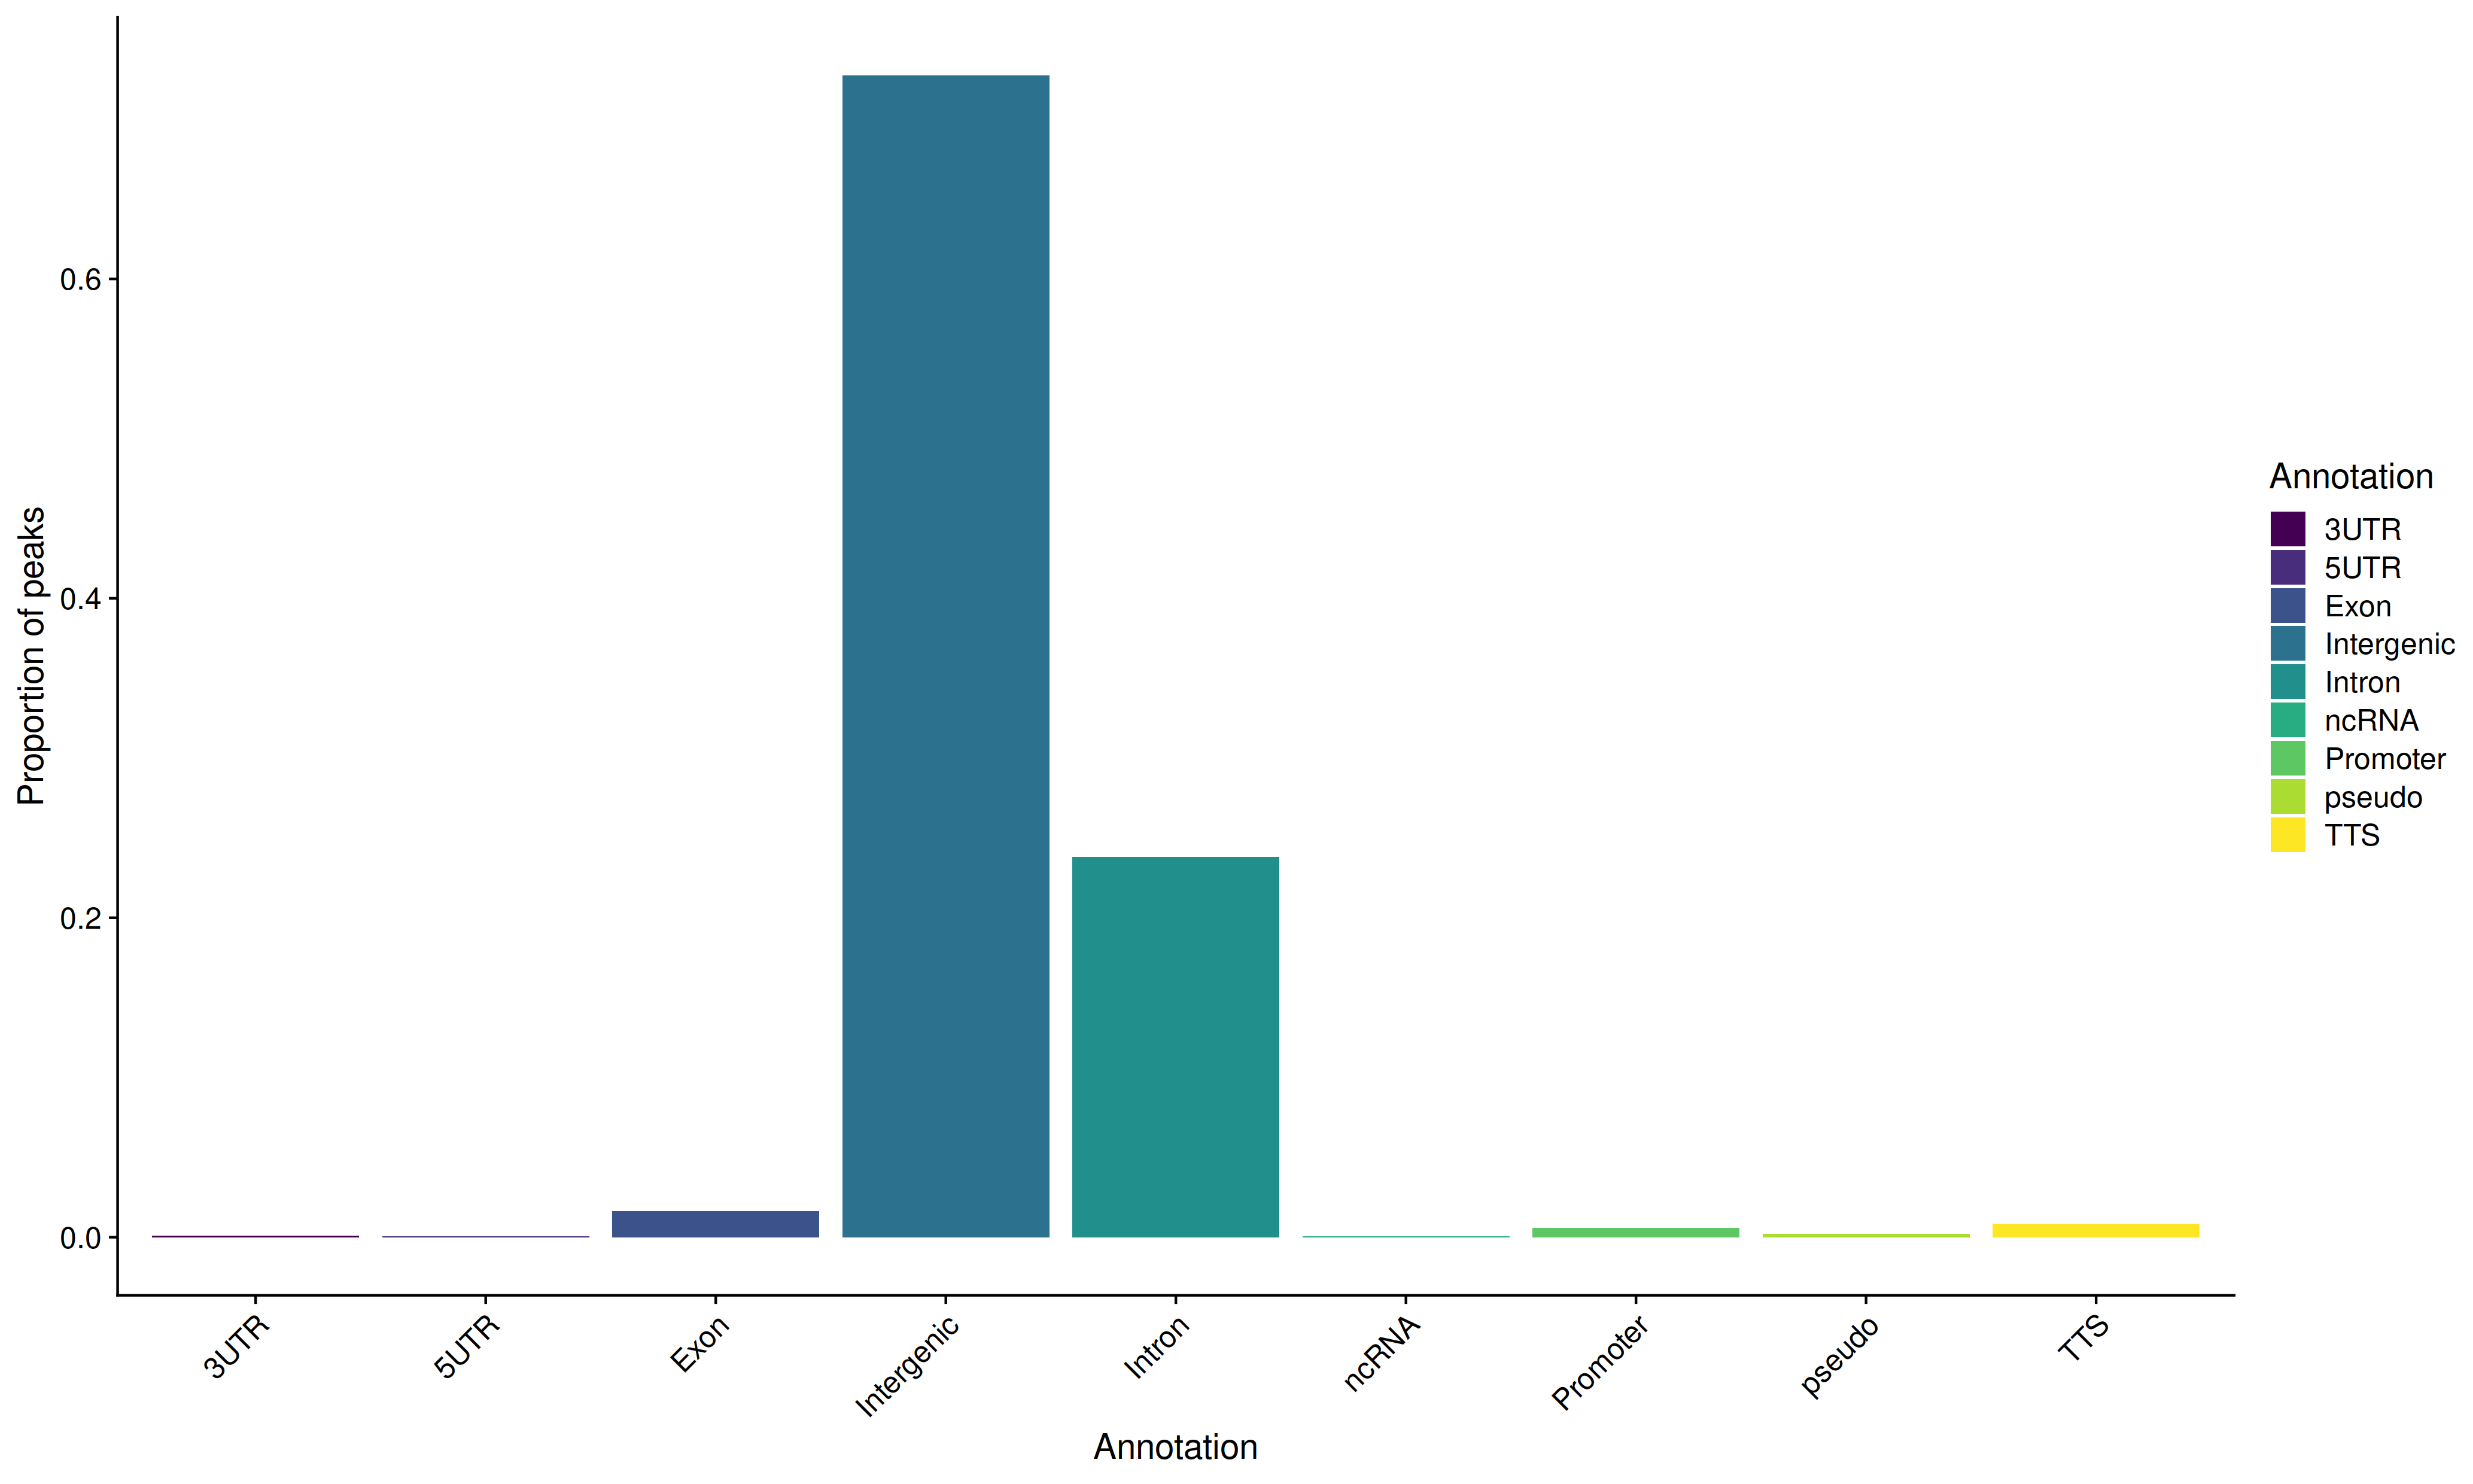 Proportion of peaks
0.6
0.4
0.2
0.0
3UTR
5UTR
Exon
Intergenic
Intron
ncRNA
Promoter
pseudo
TTS
Annotation
Annotation
3UTR
5UTR
Exon
Intergenic
Intron
ncRNA
Promoter
pseudo
TTS